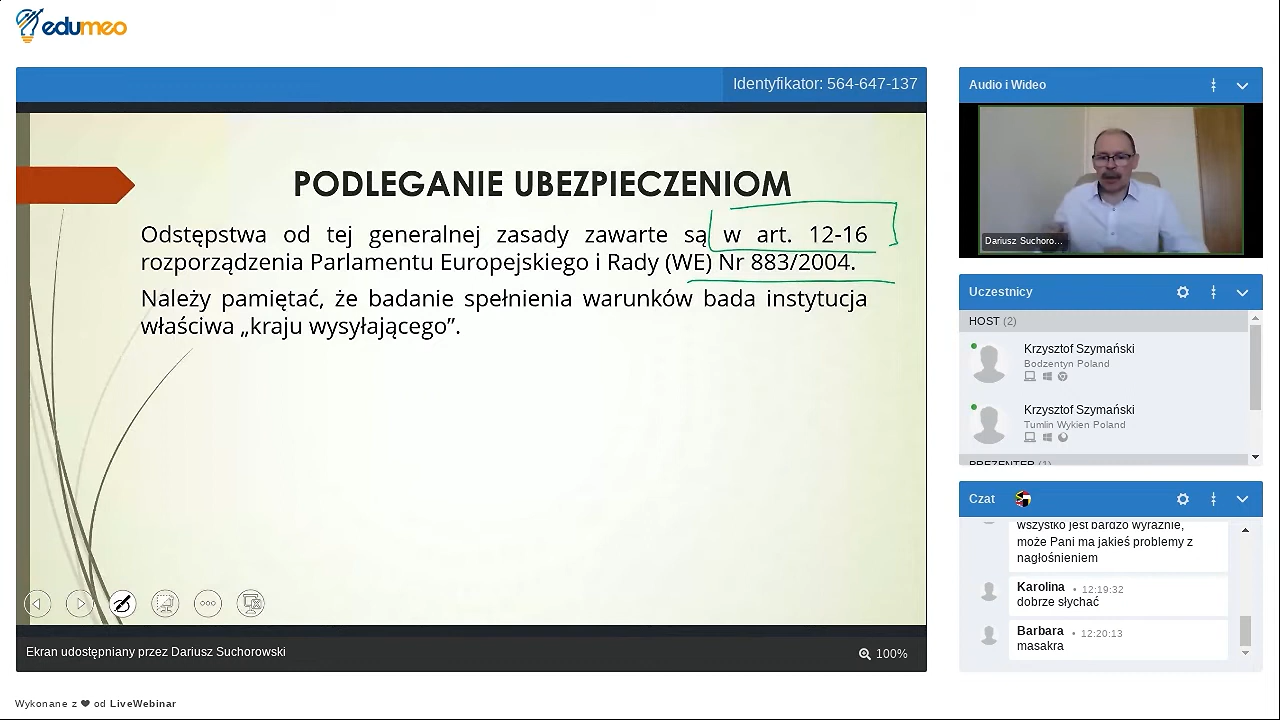 edumeo
Identyfikator: 564-647-137
PODLEGANIE UBEZPIECZENIOM
Odstępstwa od tej generalnej zasady zawarte są w art. 12-16
rozporządzenia Parlamentu Europejskiego i Rady (WE) Nr 883/2004.
Należy pamiętać, że badanie spełnienia warunków bada instytucja
właściwa „kraju wysyłającego”.
Ekran udostępniany przez Dariusz Suchorowski
100%
Audio i Wideo
Dariusz Suchoro...
Uczestnicy
HOST (2)
Krzysztof Szymański
Bodzentyn Poland
Krzysztof Szymański
Tumlin Wykien Poland
PREZENTER (1)
Czat
wszystko jest bardzo wyraźnie,
może Pani ma jakieś problemy z
nagłośnieniem
Karolina • 12:19:32
dobrze słychać
Barbara • 12:20:13
masakra
Wykonane z ❤ od LiveWebinar